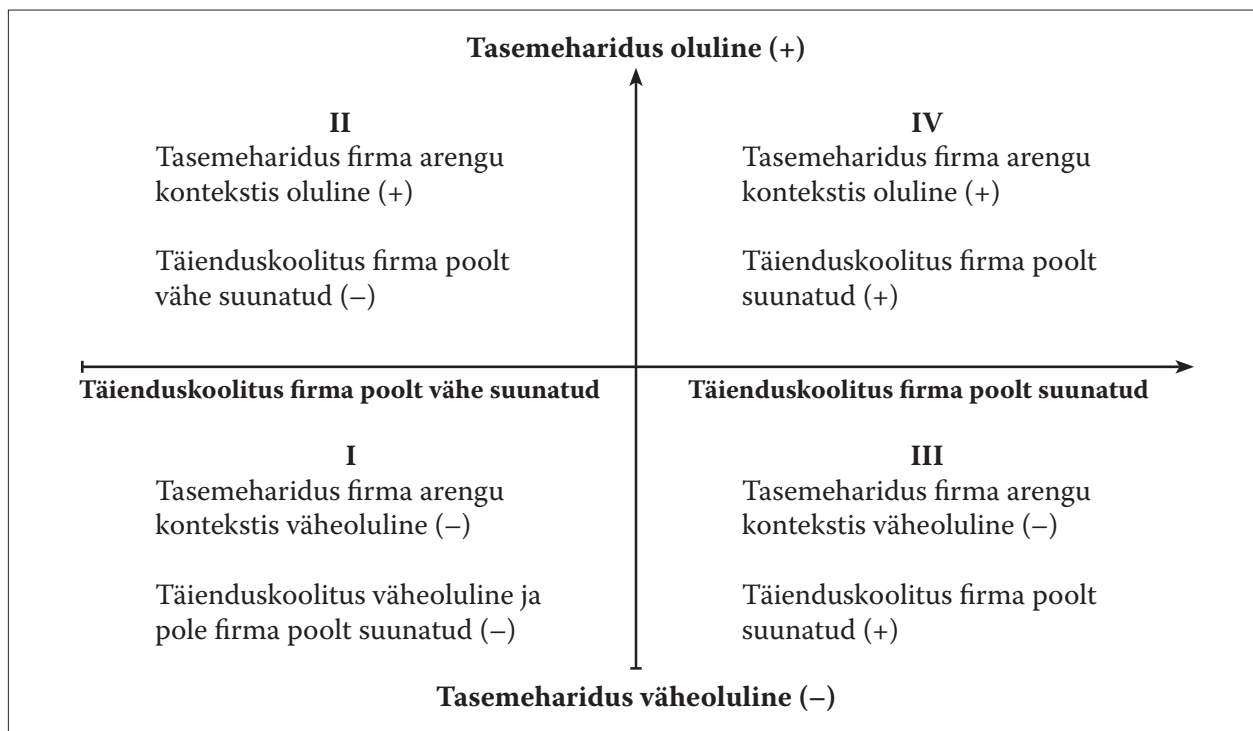 Tasemeharidus oluline (+)
II
Tasemeharidus firma arengu
kontekstis oluline (+)
Täienduskoolitus firma poolt
vähe suunatud (–)
IV
Tasemeharidus firma arengu
kontekstis oluline (+)
Täienduskoolitus firma poolt
suunatud (+)
Täienduskoolitus firma poolt vähe suunatud
Täienduskoolitus firma poolt suunatud
I
Tasemeharidus firma arengu
kontekstis väheoluline (–)
Täienduskoolitus väheoluline ja
pole firma poolt suunatud (–)
III
Tasemeharidus firma arengu
kontekstis väheoluline (–)
Täienduskoolitus firma poolt
suunatud (+)
Tasemeharidus väheoluline (–)